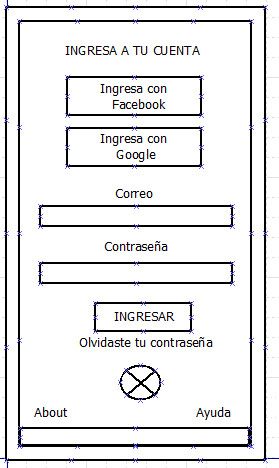 INGRESA A TU CUENTA
Ingresa con
Facebook
Ingresa con
Google
Correo
Contraseña
INGRESAR
Olvidaste tu contraseña
About Ayuda